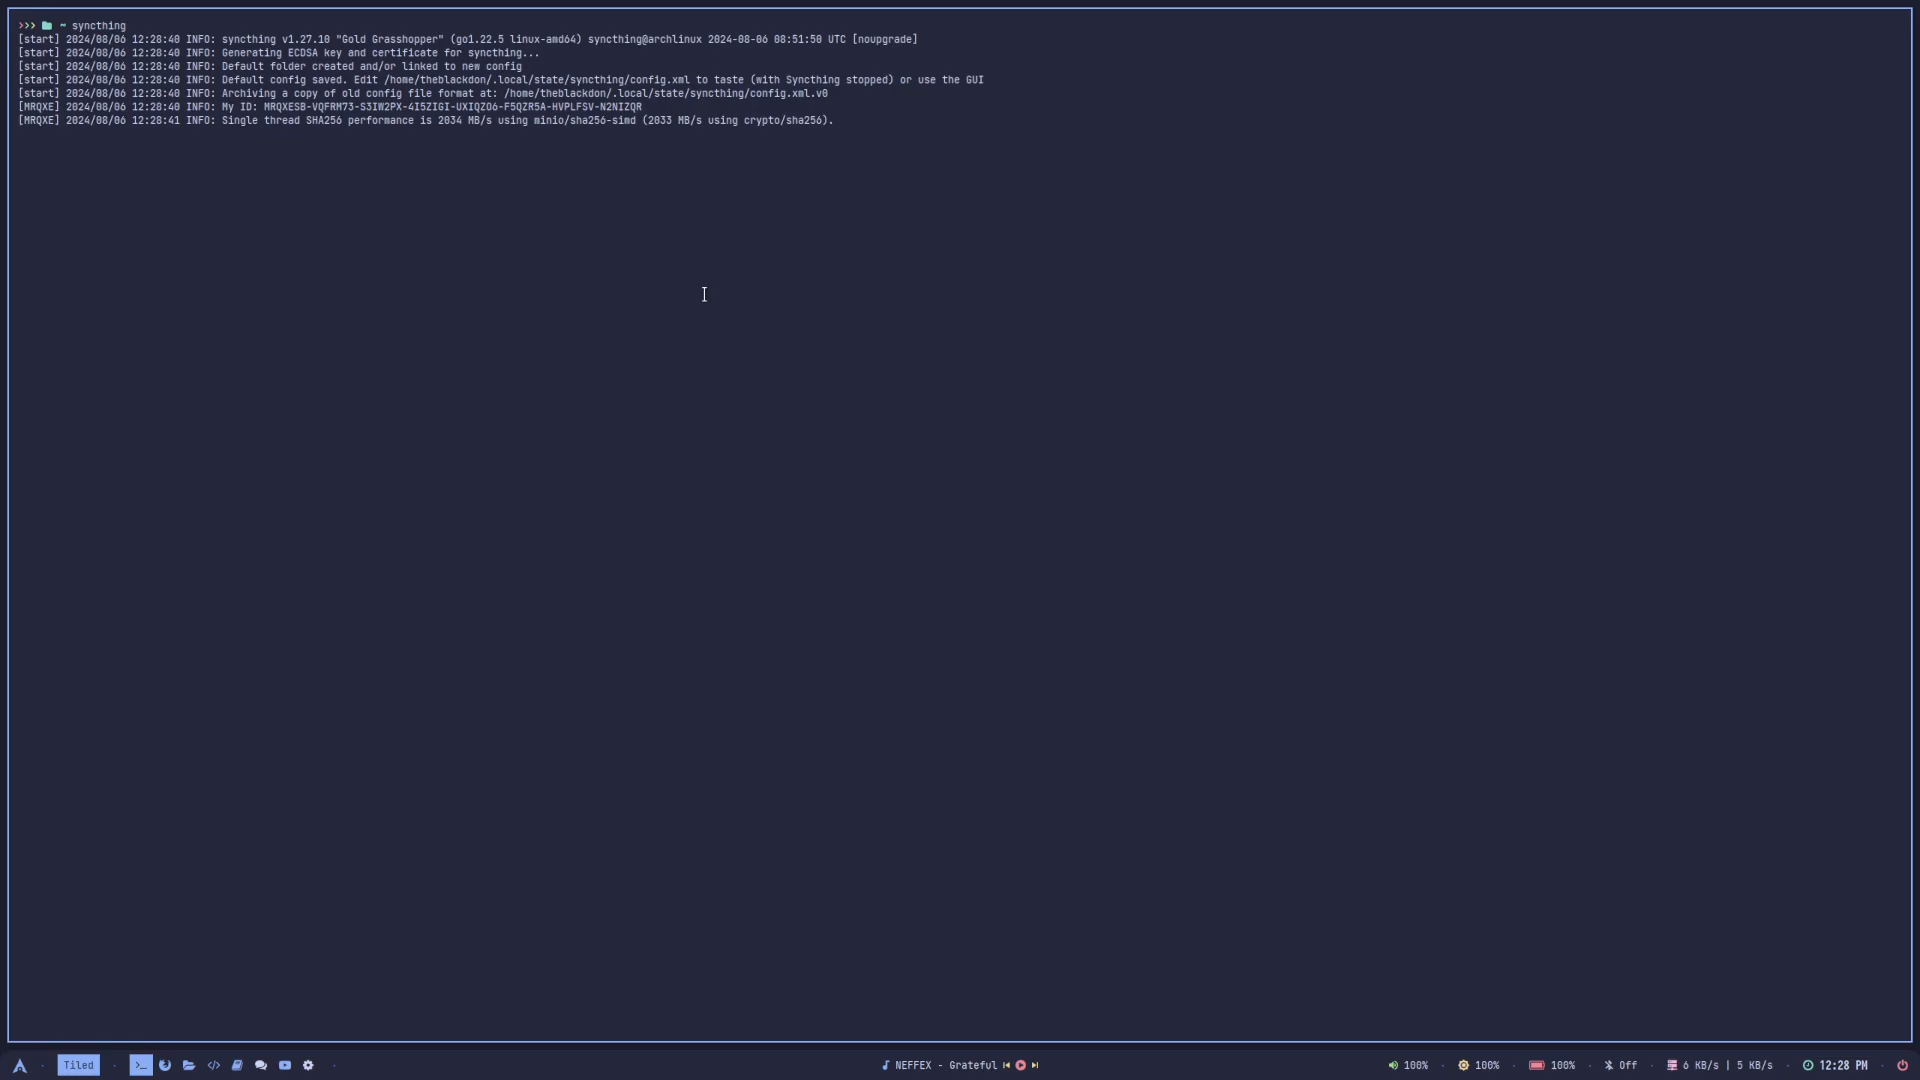 >>> ~ syncthing
[start] 2024/08/06 12:28:40 INFO: syncthing v1.27.10 "Gold Grasshopper" (go1.22.5 linux-amd64) syncthing@archlinux 2024-08-06 08:51:50 UTC [noupgrade]
[start] 2024/08/06 12:28:40 INFO: Generating ECDSA key and certificate for syncthing...
[start] 2024/08/06 12:28:40 INFO: Default folder created and/or linked to new config
[start] 2024/08/06 12:28:40 INFO: Default config saved. Edit /home/theblackdon/.local/state/syncthing/config.xml to taste (with Syncthing stopped) or use the GUI
[start] 2024/08/06 12:28:40 INFO: Archiving a copy of old config file format at: /home/theblackdon/.local/state/syncthing/config.xml.v0
[MRQXE] 2024/08/06 12:28:40 INFO: My ID: MRQXESB-VQFRM73-S3IW2PX-4I5ZIGI-UXIQZO6-F5QZR5A-HVPLFSV-N2NIZQR
[MRQXE] 2024/08/06 12:28:41 INFO: Single thread SHA256 performance is 2034 MB/s using minio/sha256-simd (2033 MB/s using crypto/sha256).
Tiled NEFFEX - Grateful 100% 100% 100% Off 6 KB/s | 5 KB/s 12:28 PM